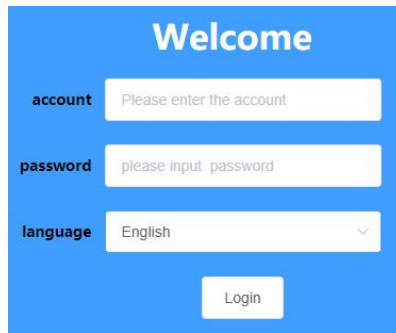 Welcome
account Please enter the account
password please input  password
language English
Login